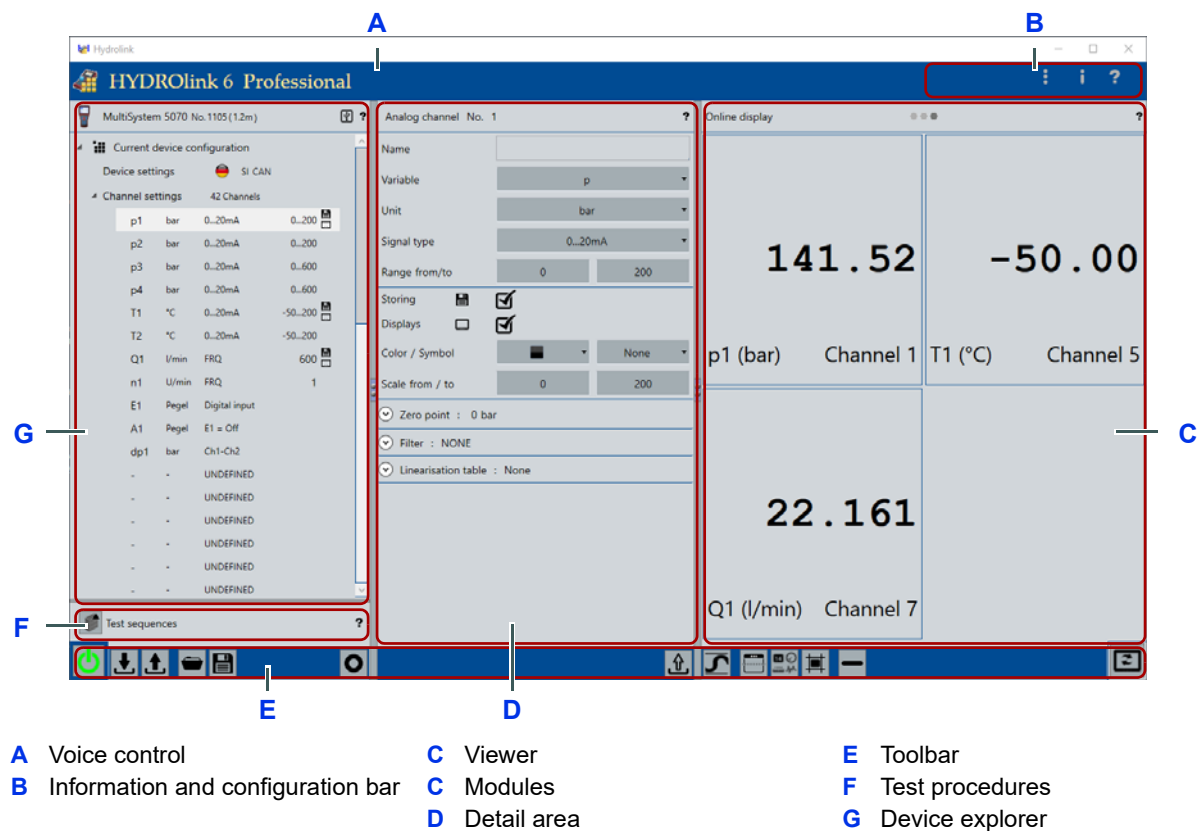 A
B
Hydrolink
HYDROlink 6 Professional
i ?
MultiSystem 5070 No. 1105 (1.2m) ?
Analog channel No. 1 ?
Online display ?
Current device configuration
Device settings SI CAN
Channel settings 42 Channels
p1 bar 0...20mA 0...200
p2 bar 0...20mA 0...200
p3 bar 0...20mA 0...600
p4 bar 0...20mA 0...600
T1 °C 0...20mA -50...200
T2 °C 0...20mA -50...200
Q1 l/min FRQ 600
n1 U/min FRQ 1
E1 Pegel Digital input
A1 Pegel E1 = Off
dp1 bar Ch1-Ch2
- - UNDEFINED
- - UNDEFINED
- - UNDEFINED
- - UNDEFINED
- - UNDEFINED
- - UNDEFINED
Test sequences ?
Name
Variable p
Unit bar
Signal type 0...20mA
Range from/to 0 200
Storing
Displays
Color / Symbol None
Scale from / to 0 200
Zero point : 0 bar
Filter : NONE
Linearisation table : None
141.52
p1 (bar) Channel 1
-50.00
T1 (°C) Channel 5
22.161
Q1 (l/min) Channel 7
G
C
F
E
D
A Voice control
B Information and configuration bar
C Viewer
C Modules
D Detail area
E Toolbar
F Test procedures
G Device explorer